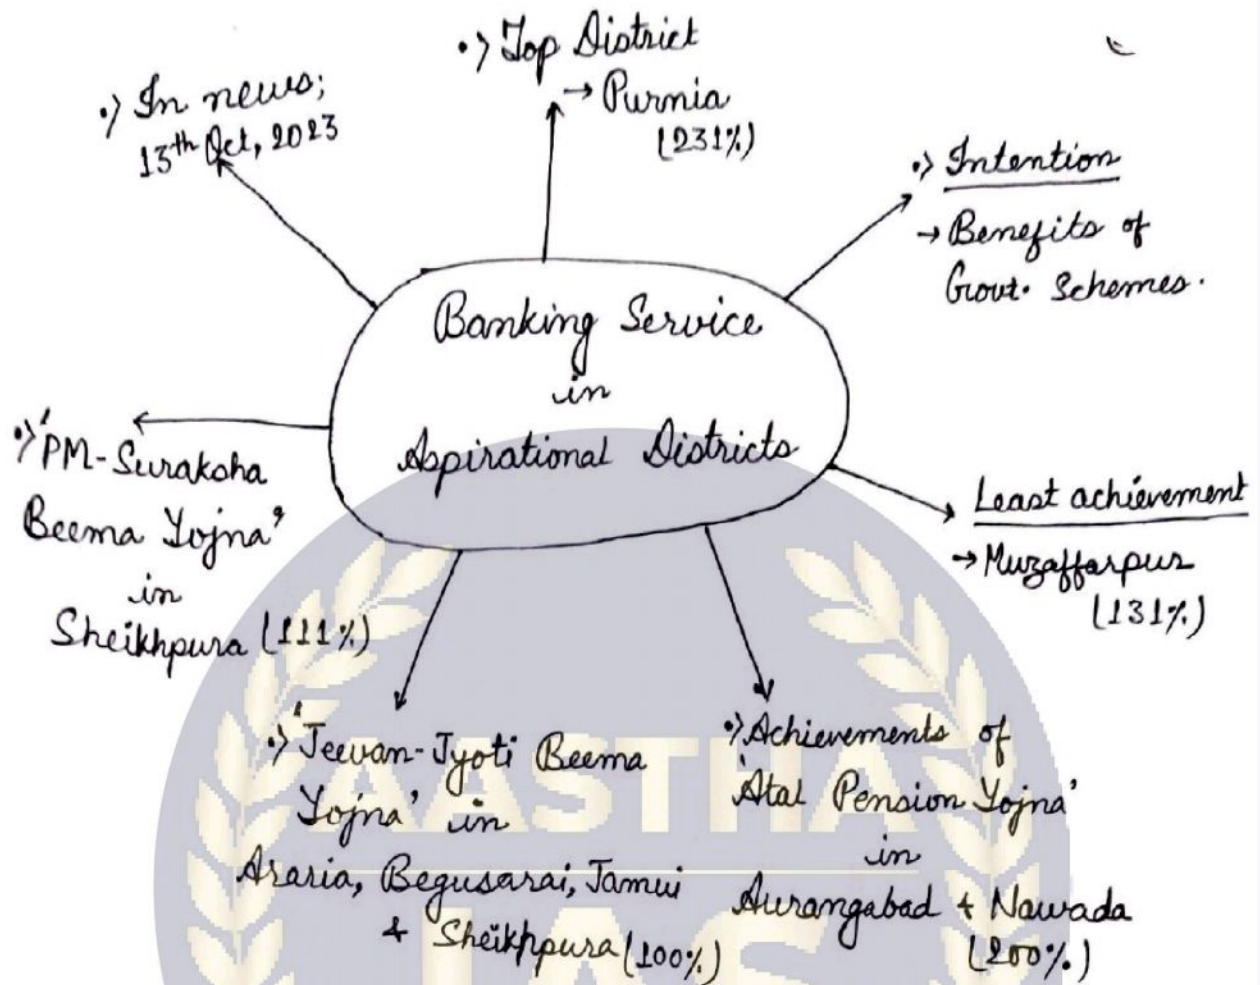 •) In news;
13th Oct, 2023
•) Top District
→ Purnia
(231%)
•) Intention
→ Benefits of
Govt. Schemes.
Banking Service
in
Aspirational Districts
•) 'PM-Suraksha
Beema Yojna'
in
Sheikhpura (111%)
Least achievement
→ Muzaffarpur
(131%)
•) 'Jeevan-Jyoti Beema
Yojna' in
Araria, Begusarai, Jamui
& Sheikhpura (100%)
•) Achievements of
'Atal Pension Yojna'
in
Aurangabad & Nawada
(200%)
AASTHA
IAS